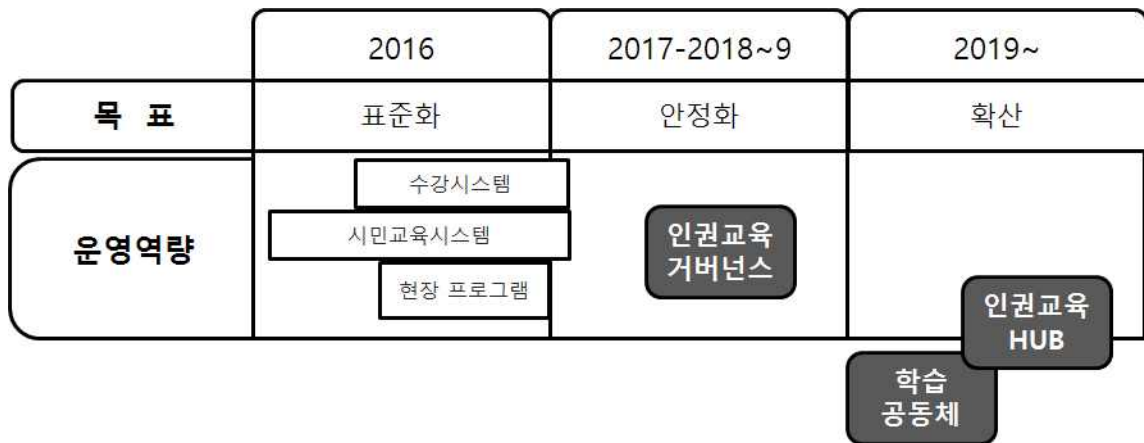 2016
2017-2018~9
2019~
목 표
표준화
안정화
확산
운영역량
수강시스템
시민교육시스템
현장 프로그램
인권교육
거버넌스
인권교육
HUB
학습
공동체